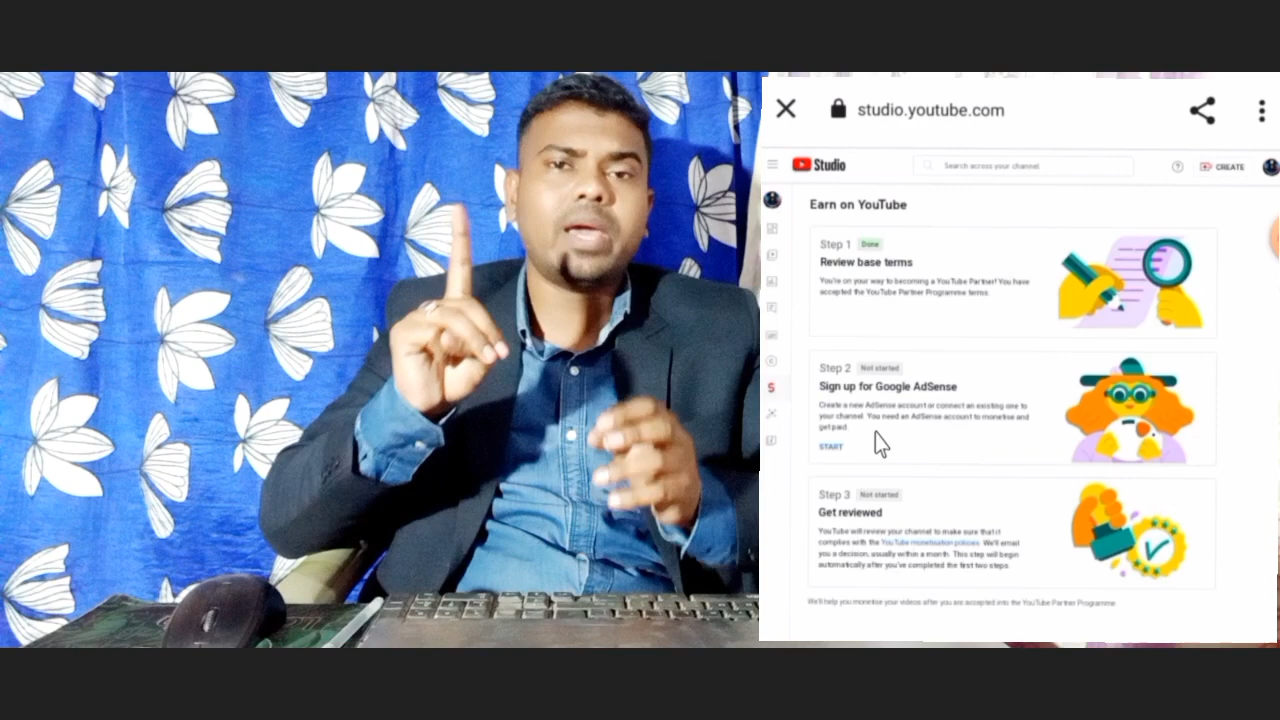 studio.youtube.com
Studio
Search across your channel
CREATE
Earn on YouTube
Step 1 Done
Review base terms
You're on your way to becoming a YouTube Partner! You have
accepted the YouTube Partner Programme terms.
Step 2 Not started
Sign up for Google AdSense
Create a new AdSense account or connect an existing one to
your channel. You need an AdSense account to monetise and
get paid.
START
Step 3 Not started
Get reviewed
YouTube will review your channel to make sure that it
complies with the YouTube monetisation policies. We'll email
you a decision, usually within a month. This step will begin
automatically after you've completed the first two steps.
We'll help you monetise your videos after you are accepted into the YouTube Partner Programme